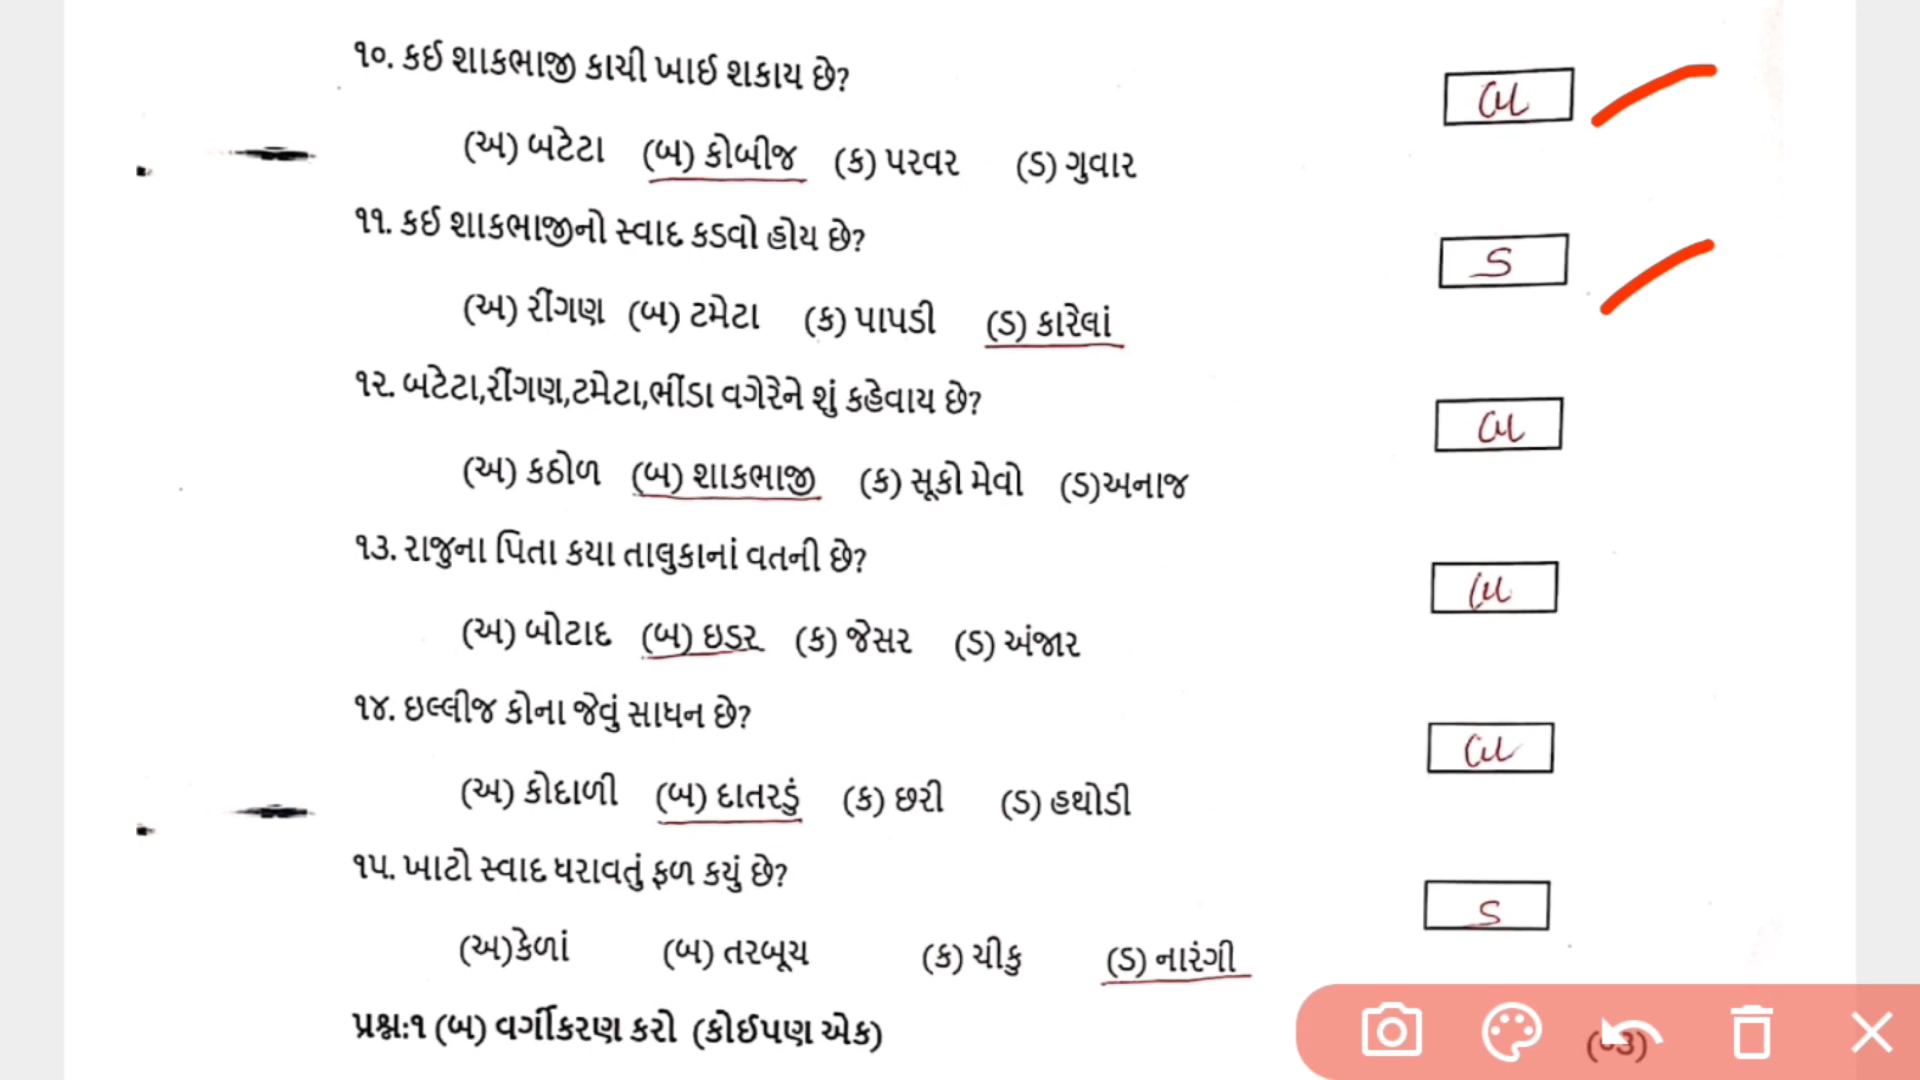 ૧૦. કઈ શાકભાજી કાચી ખાઈ શકાય છે?
બ
(અ) બટેટા (બ) કોબીજ (ક) પરવર (ડ) ગુવાર
૧૧. કઈ શાકભાજીનો સ્વાદ કડવો હોય છે?
ડ
(અ) રીંગણ (બ) ટમેટા (ક) પાપડી (ડ) કારેલાં
૧૨. બટેટા,રીંગણ,ટમેટા,ભીંડા વગેરેને શું કહેવાય છે?
બ
(અ) કઠોળ (બ) શાકભાજી (ક) સૂકો મેવો (ડ)અનાજ
૧૩. રાજુના પિતા કયા તાલુકાનાં વતની છે?
બ
(અ) બોટાદ (બ) ઇડર (ક) જેસર (ડ) અંજાર
૧૪. ઇલ્લીજ કોના જેવું સાધન છે?
બ
(અ) કોદાળી (બ) દાતરડું (ક) છરી (ડ) હથોડી
૧૫. ખાટો સ્વાદ ધરાવતું ફળ કયું છે?
ડ
(અ)કેળાં (બ) તરબૂચ (ક) ચીકુ (ડ) નારંગી
પ્રશ્ન:૧ (બ) વર્ગીકરણ કરો (કોઈપણ એક) (૦૩)